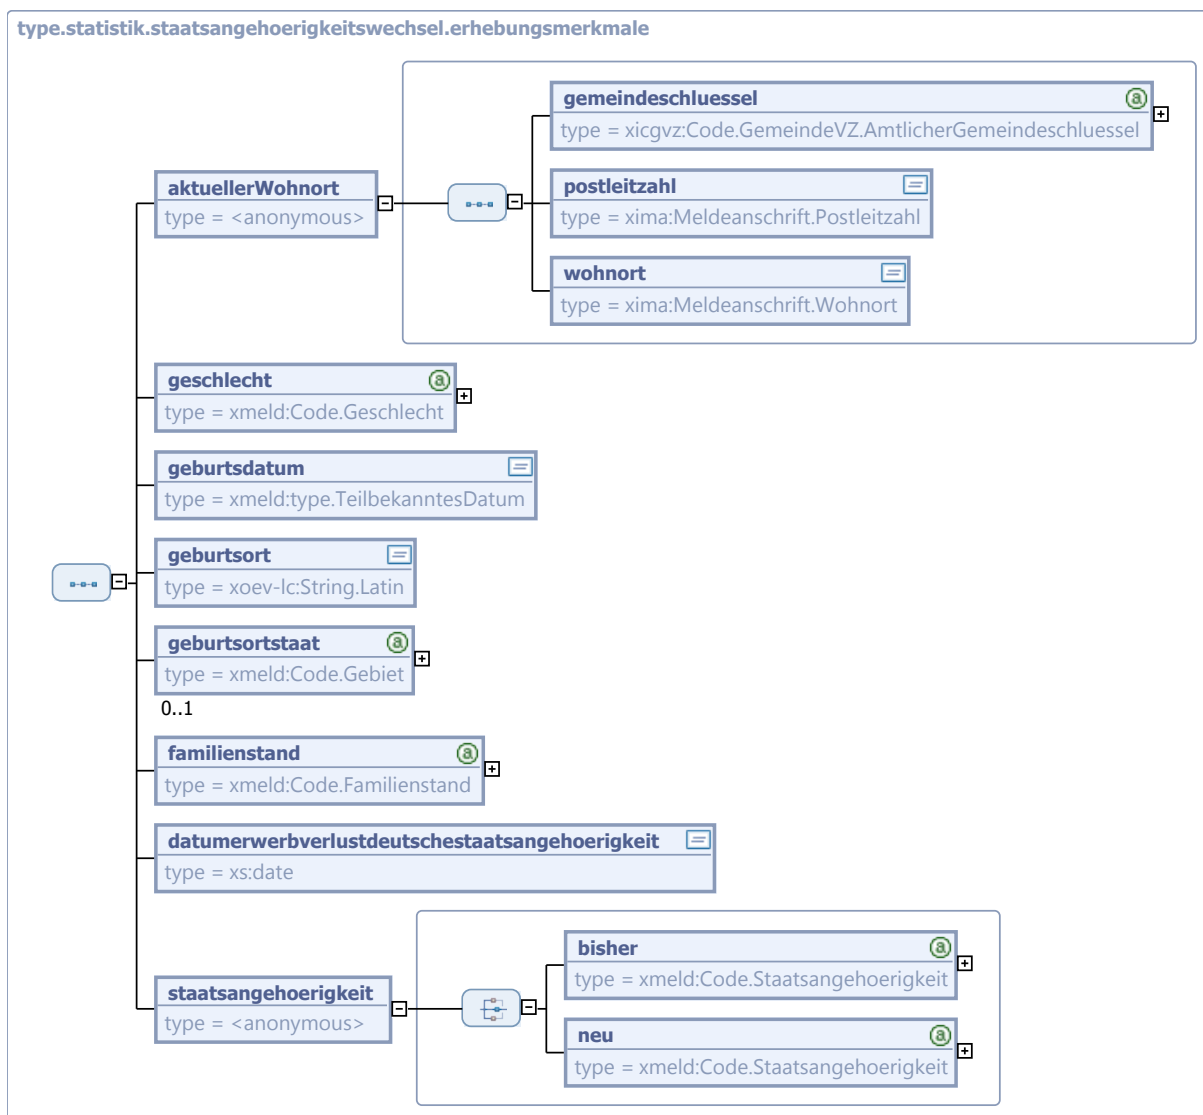 type.statistik.staatsangehoerigkeitswechsel.erhebungsmerkmale
aktuellerWohnort
type = <anonymous>
gemeindeschluessel
type = xicgvz:Code.GemeindeVZ.AmtlicherGemeindeschluessel
postleitzahl
type = xima:Meldeanschrift.Postleitzahl
wohnort
type = xima:Meldeanschrift.Wohnort
geschlecht
type = xmeld:Code.Geschlecht
geburtsdatum
type = xmeld:type.TeilbekanntesDatum
geburtsort
type = xoev-lc:String.Latin
geburtsortstaat
type = xmeld:Code.Gebiet
0..1
familienstand
type = xmeld:Code.Familienstand
datumerwerbverlustdeutschestaatsangehoerigkeit
type = xs:date
staatsangehoerigkeit
type = <anonymous>
bisher
type = xmeld:Code.Staatsangehoerigkeit
neu
type = xmeld:Code.Staatsangehoerigkeit